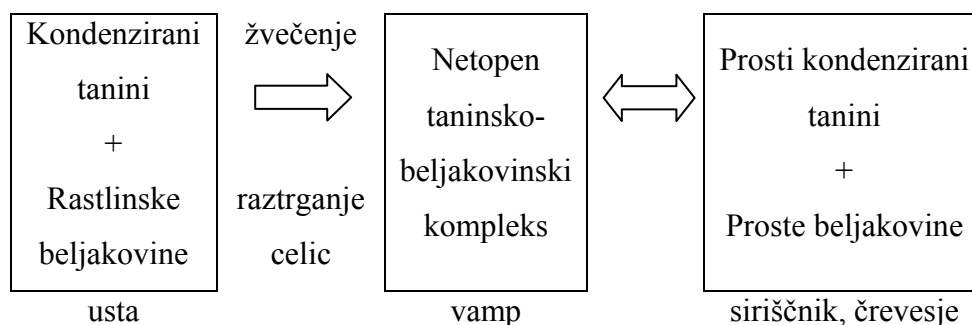 Kondenzirani
tanini
+
Rastlinske
beljakovine
usta
žvečenje
raztrganje
celic
Netopen
taninsko-
beljakovinski
kompleks
vamp
Prosti kondenzirani
tanini
+
Proste beljakovine
siriščnik, črevesje